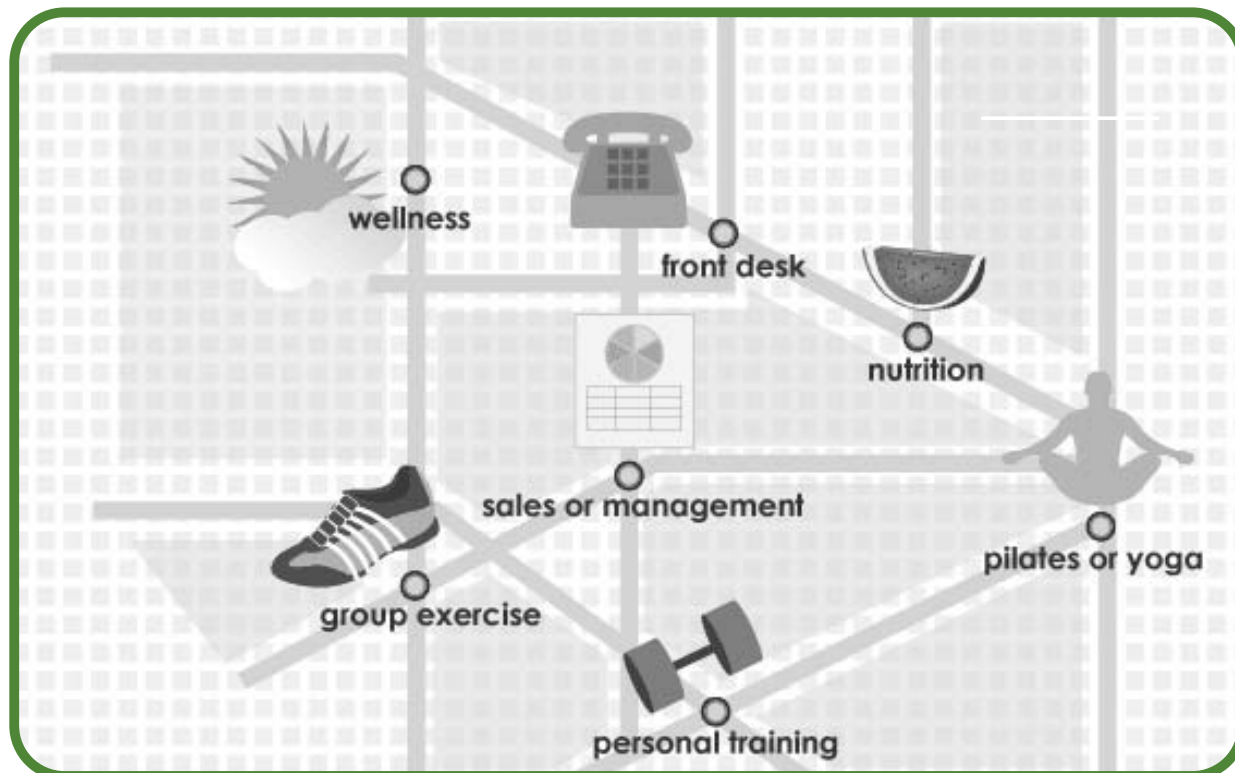 wellness
front desk
nutrition
sales or management
pilates or yoga
group exercise
personal training